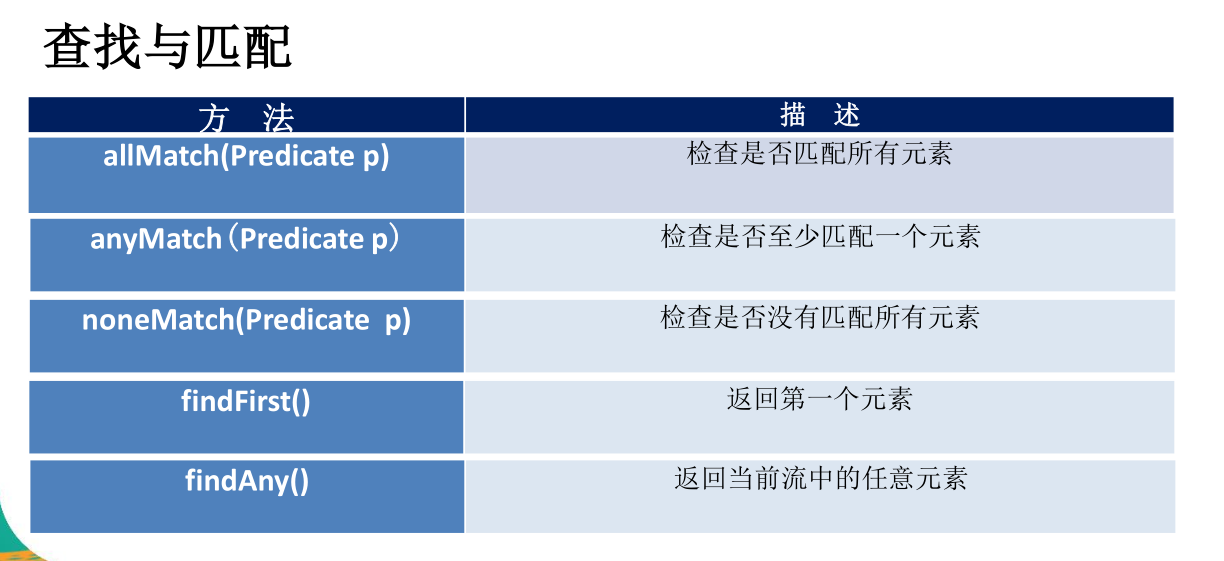 查找与匹配
方 法 描 述
allMatch(Predicate p) 检查是否匹配所有元素
anyMatch（Predicate p） 检查是否至少匹配一个元素
noneMatch(Predicate  p) 检查是否没有匹配所有元素
findFirst() 返回第一个元素
findAny() 返回当前流中的任意元素